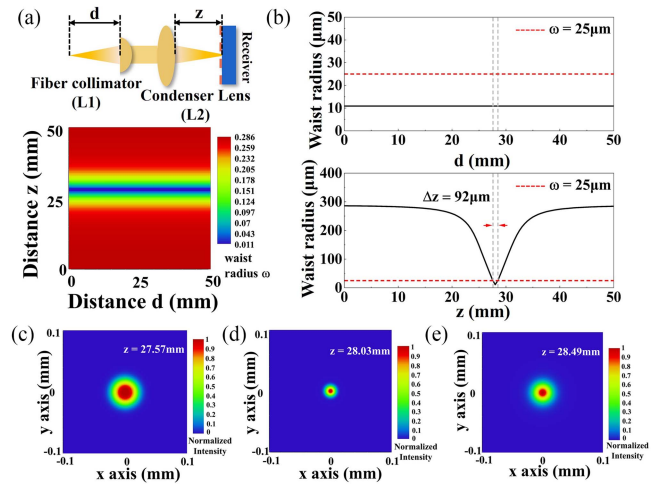 (a)
d
z
Receiver
Fiber collimator
(L1)
Condenser Lens
(L2)
Distance z (mm)
50
25
0
0
25
50
Distance d (mm)
0.286
0.259
0.232
0.205
0.178
0.151
0.124
0.097
0.07
0.043
0.011
waist
radius ω
(b)
Waist radius (μm)
50
40
30
20
10
0
ω = 25μm
0 10 20 30 40 50
d (mm)
Waist radius (μm)
400
300
200
100
0
Δz = 92μm
ω = 25μm
0 10 20 30 40 50
z (mm)
(c)
y axis (mm)
0.1
0
-0.1
z = 27.57mm
-0.1 0 0.1
x axis (mm)
1
0.9
0.8
0.7
0.6
0.5
0.4
0.3
0.2
0.1
0
Normalized
Intensity
(d)
y axis (mm)
0.1
0
-0.1
z = 28.03mm
-0.1 0 0.1
x axis (mm)
1
0.9
0.8
0.7
0.6
0.5
0.4
0.3
0.2
0.1
0
Normalized
Intensity
(e)
y axis (mm)
0.1
0
-0.1
z = 28.49mm
-0.1 0 0.1
x axis (mm)
1
0.9
0.8
0.7
0.6
0.5
0.4
0.3
0.2
0.1
0
Normalized
Intensity